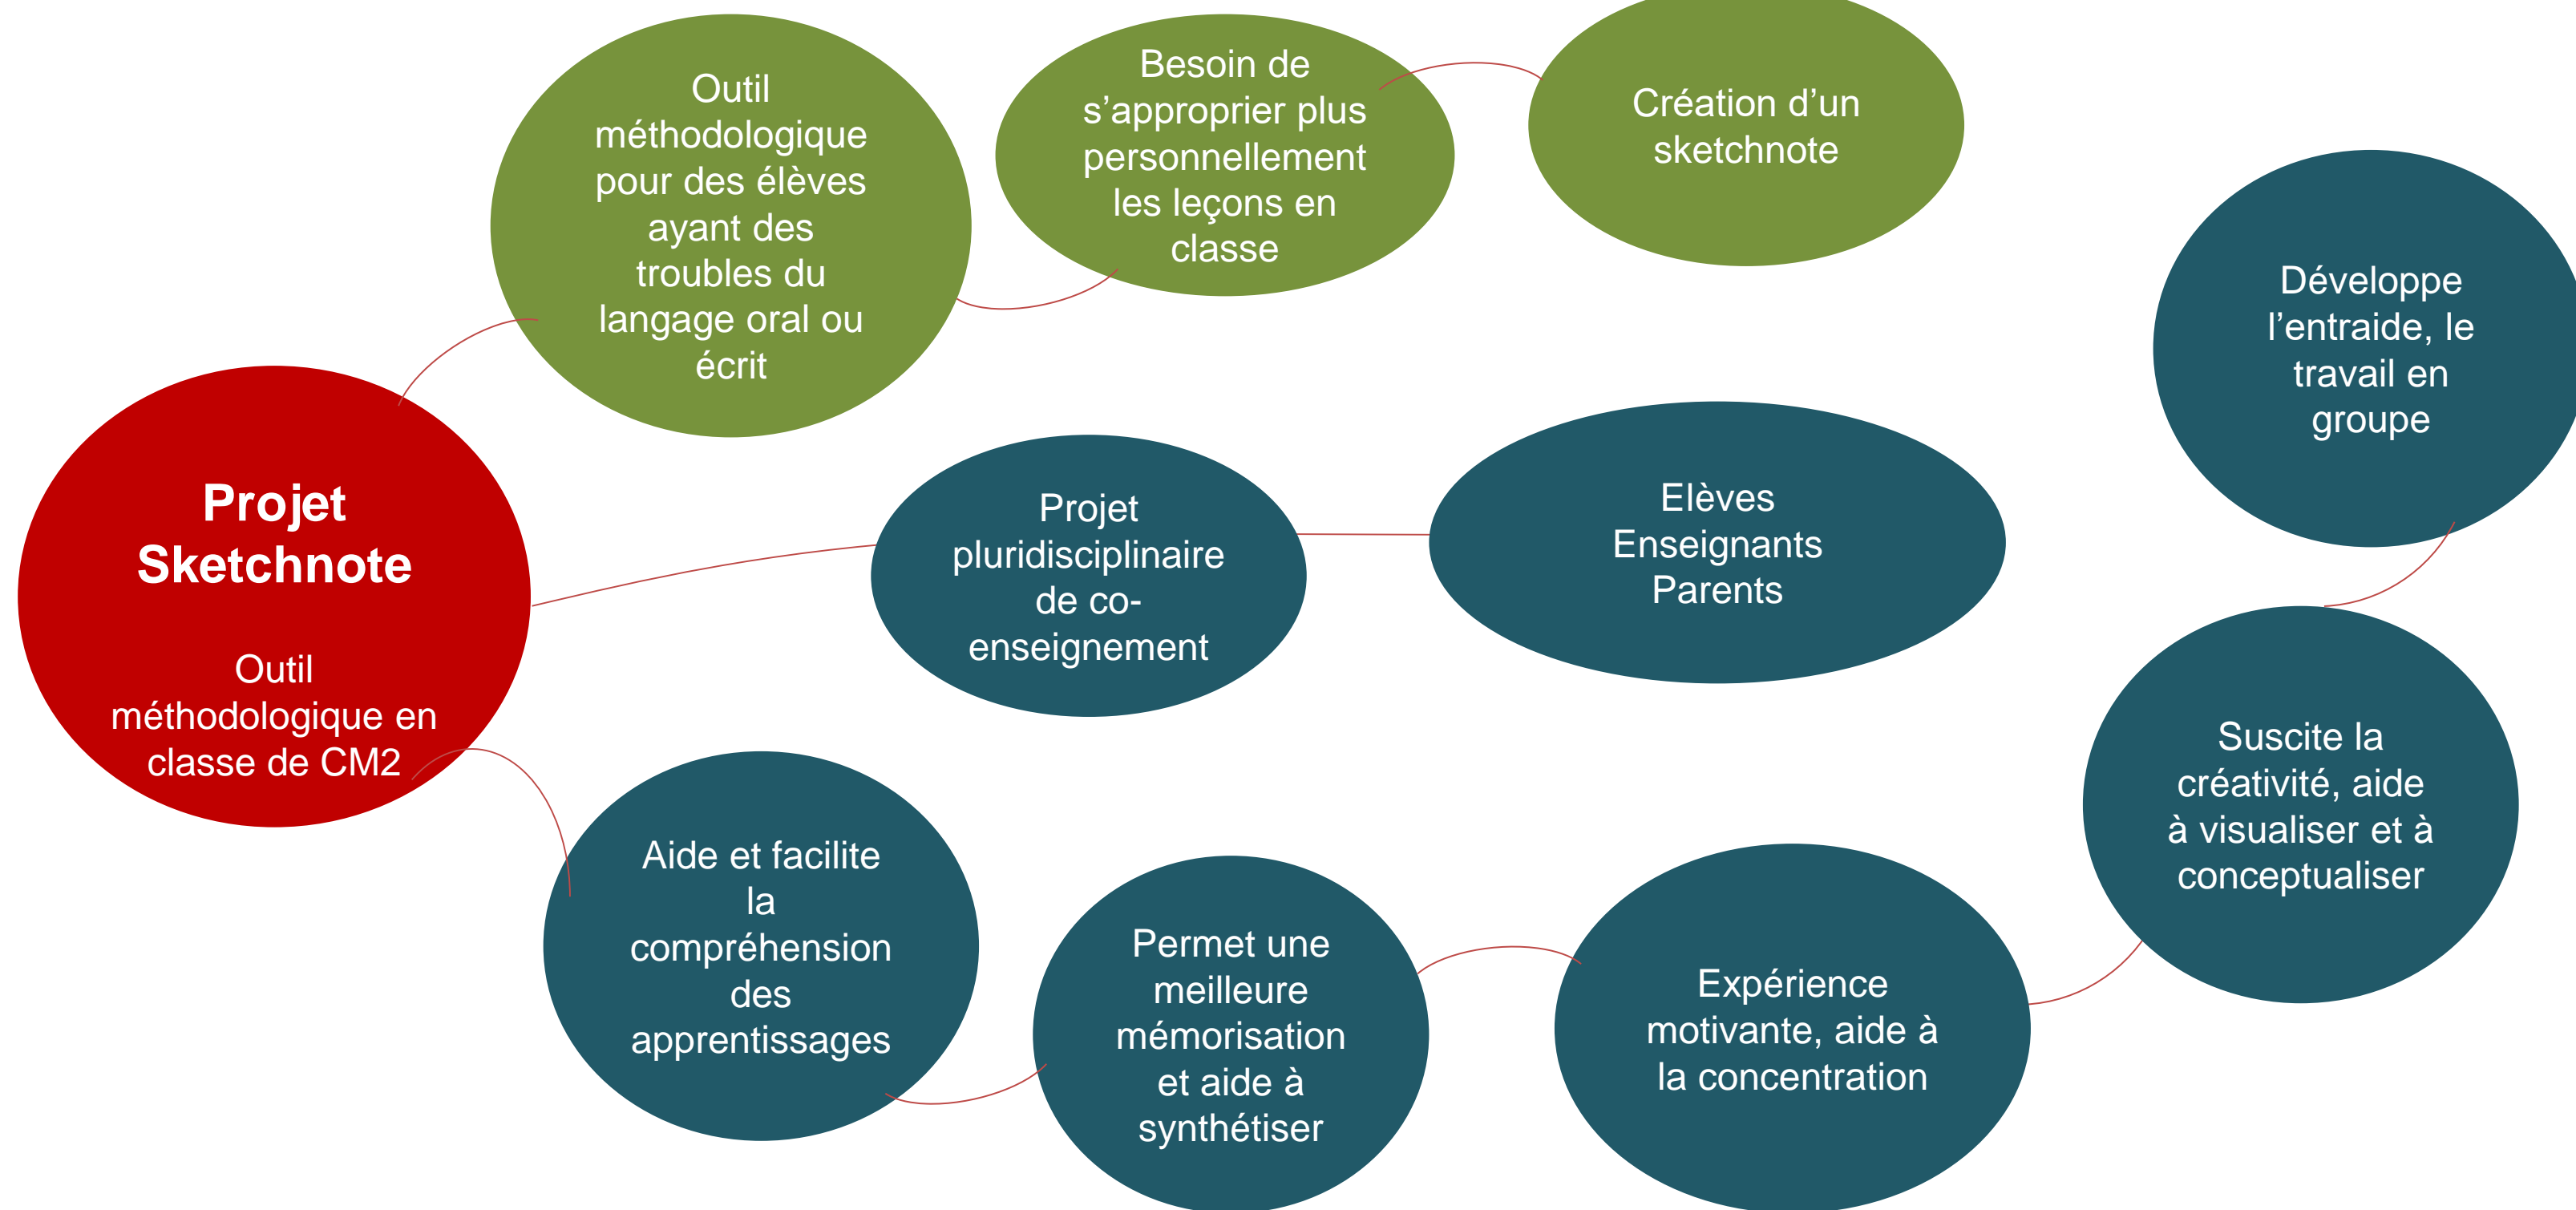 Projet
Sketchnote
Outil
méthodologique en
classe de CM2
Outil
méthodologique
pour des élèves
ayant des
troubles du
langage oral ou
écrit
Besoin de
s’approprier plus
personnellement
les leçons en
classe
Création d’un
sketchnote
Projet
pluridisciplinaire
de co-
enseignement
Elèves
Enseignants
Parents
Aide et facilite
la
compréhension
des
apprentissages
Permet une
meilleure
mémorisation
et aide à
synthétiser
Expérience
motivante, aide à
la concentration
Suscite la
créativité, aide
à visualiser et à
conceptualiser
Développe
l’entraide, le
travail en
groupe